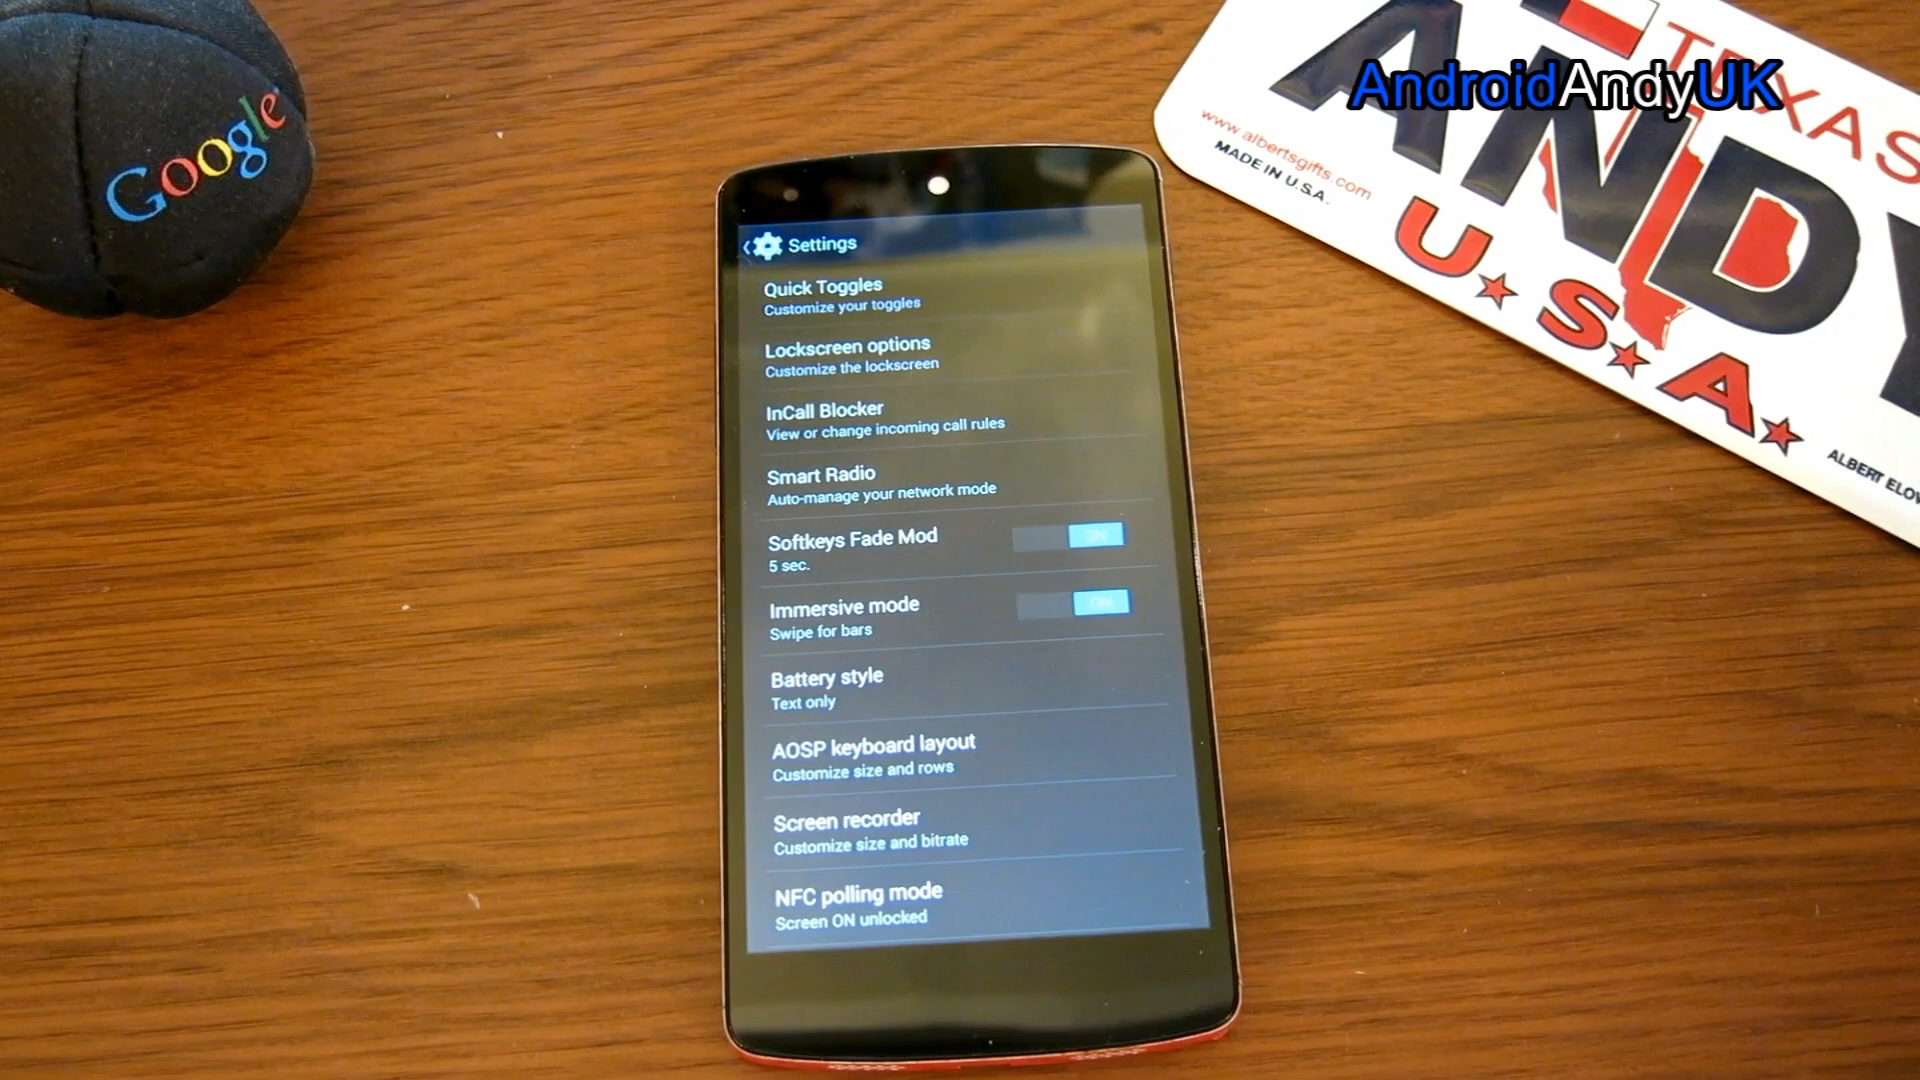 Google
TEXAS
AndroidAndyUK
ANDY
www.albertsgifts.com
MADE IN U.S.A.
U.S.A.
ALBERT
Settings
Quick Toggles
Customize your toggles
Lockscreen options
Customize the lockscreen
InCall Blocker
View or change incoming call rules
Smart Radio
Auto-manage your network mode
Softkeys Fade Mod
ON
5 sec.
Immersive mode
ON
Swipe for bars
Battery style
Text only
AOSP keyboard layout
Customize size and rows
Screen recorder
Customize size and bitrate
NFC polling mode
Screen ON unlocked